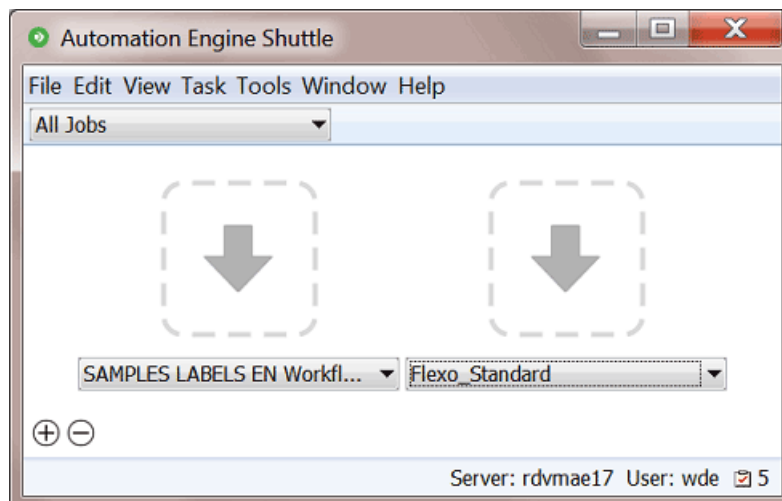 Automation Engine Shuttle
File Edit View Task Tools Window Help
All Jobs
SAMPLES LABELS EN Workfl... Flexo_Standard
Server: rdvmae17 User: wde 5